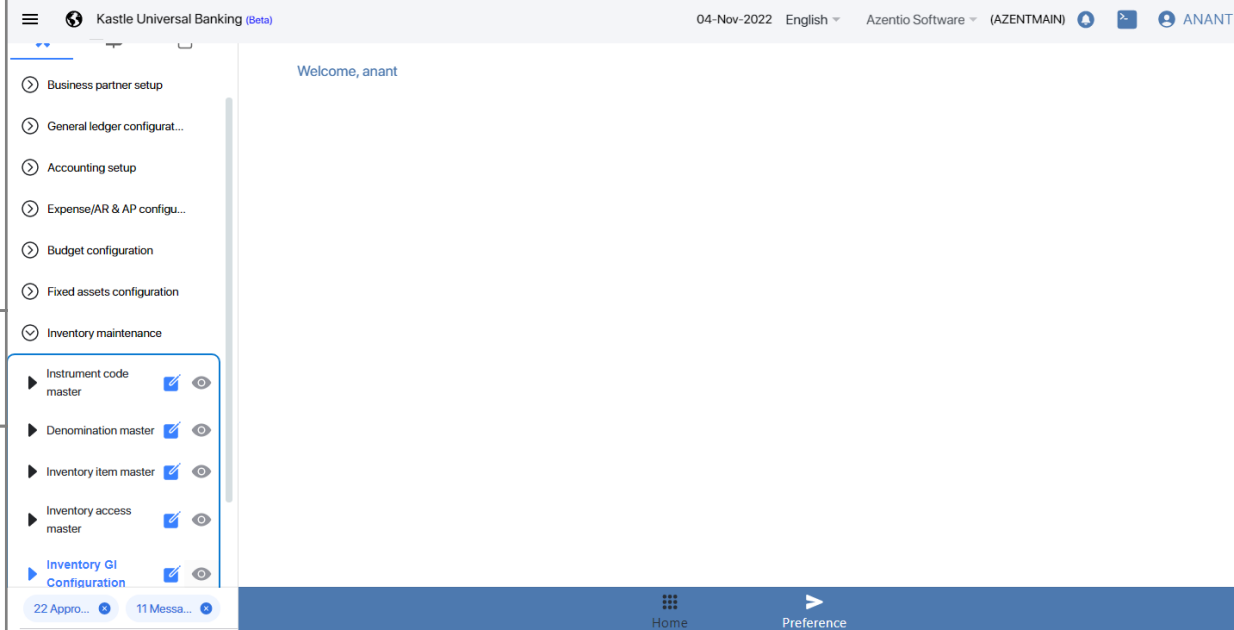 Kastle Universal Banking (Beta)
04-Nov-2022 English Azentio Software (AZENTMAIN) ANANT
Welcome, anant
Business partner setup
General ledger configurat...
Accounting setup
Expense/AR & AP configu...
Budget configuration
Fixed assets configuration
Inventory maintenance
Instrument code
master
Denomination master
Inventory item master
Inventory access
master
Inventory Gl
Configuration
22 Appro...
11 Messa...
Home
Preference